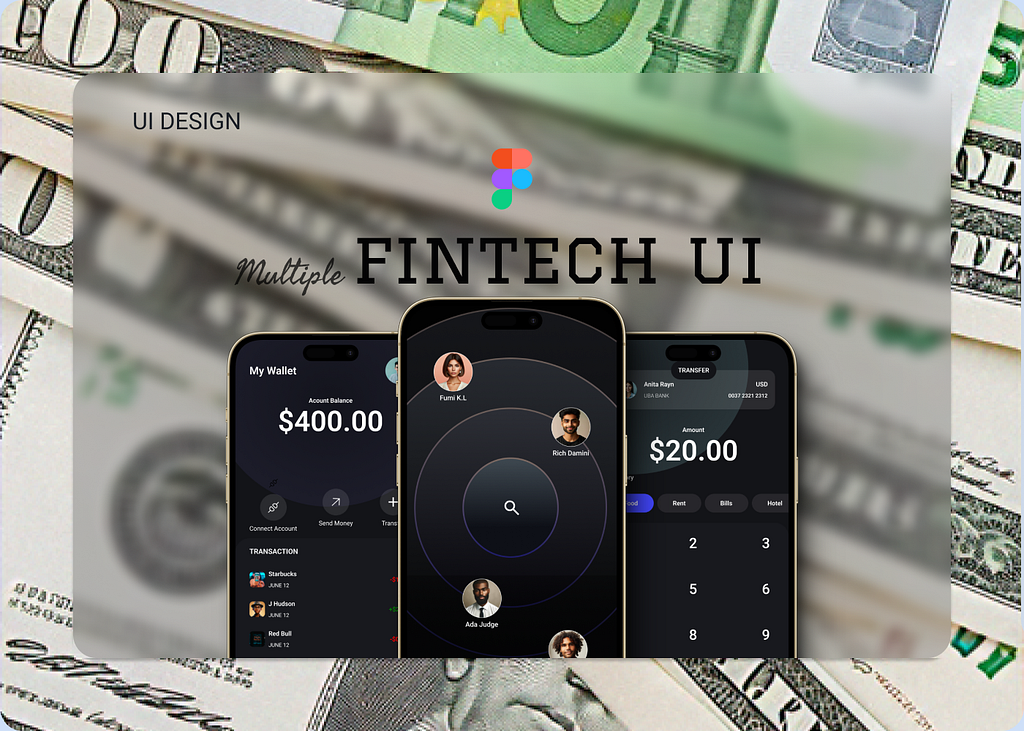 UI DESIGN
Multiple FINTECH UI
My Wallet
Acount Balance
$400.00
Connect Account
Send Money
Trans
TRANSACTION
Starbucks
JUNE 12
J Hudson
JUNE 12
Red Bull
JUNE 12
Fumi K.L
Rich Damini
Ada Judge
TRANSFER
Anita Rayn USD
UBA BANK 0037 2321 2312
Amount
$20.00
Rent Bills Hotel
2 3
5 6
8 9